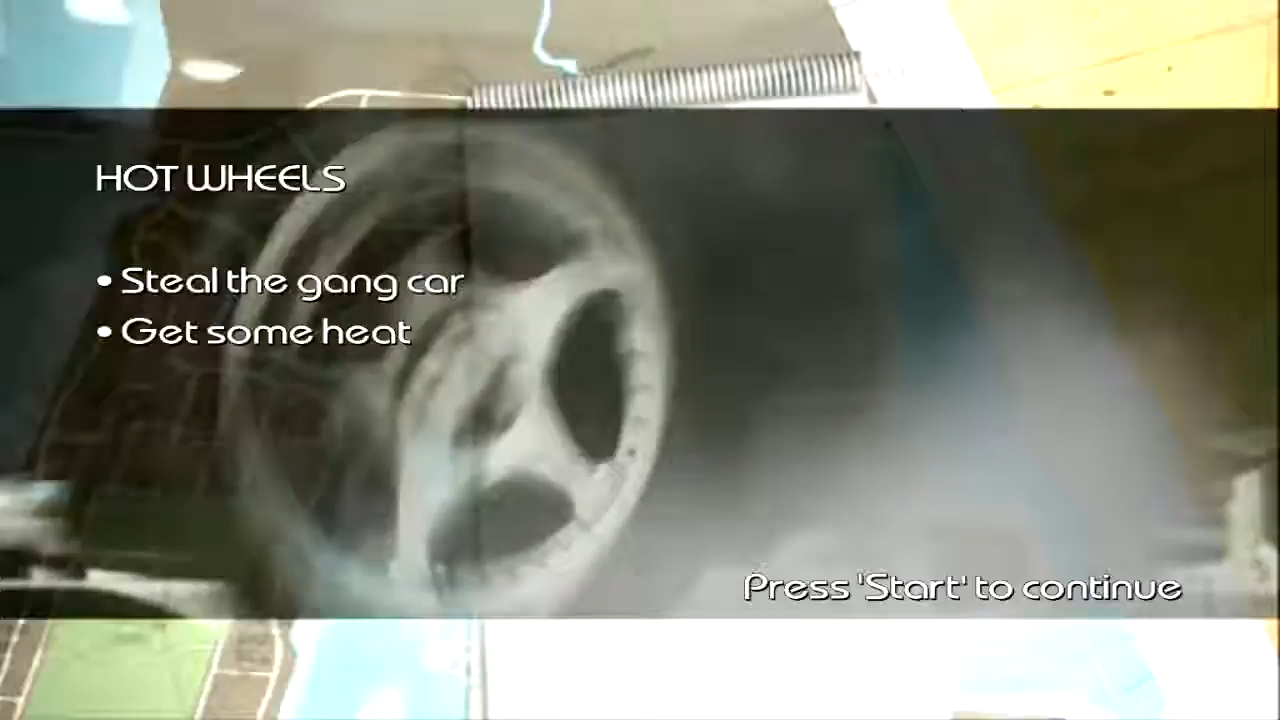 HOT WHEELS
• Steal the gang car
• Get some heat
Press 'Start' to continue